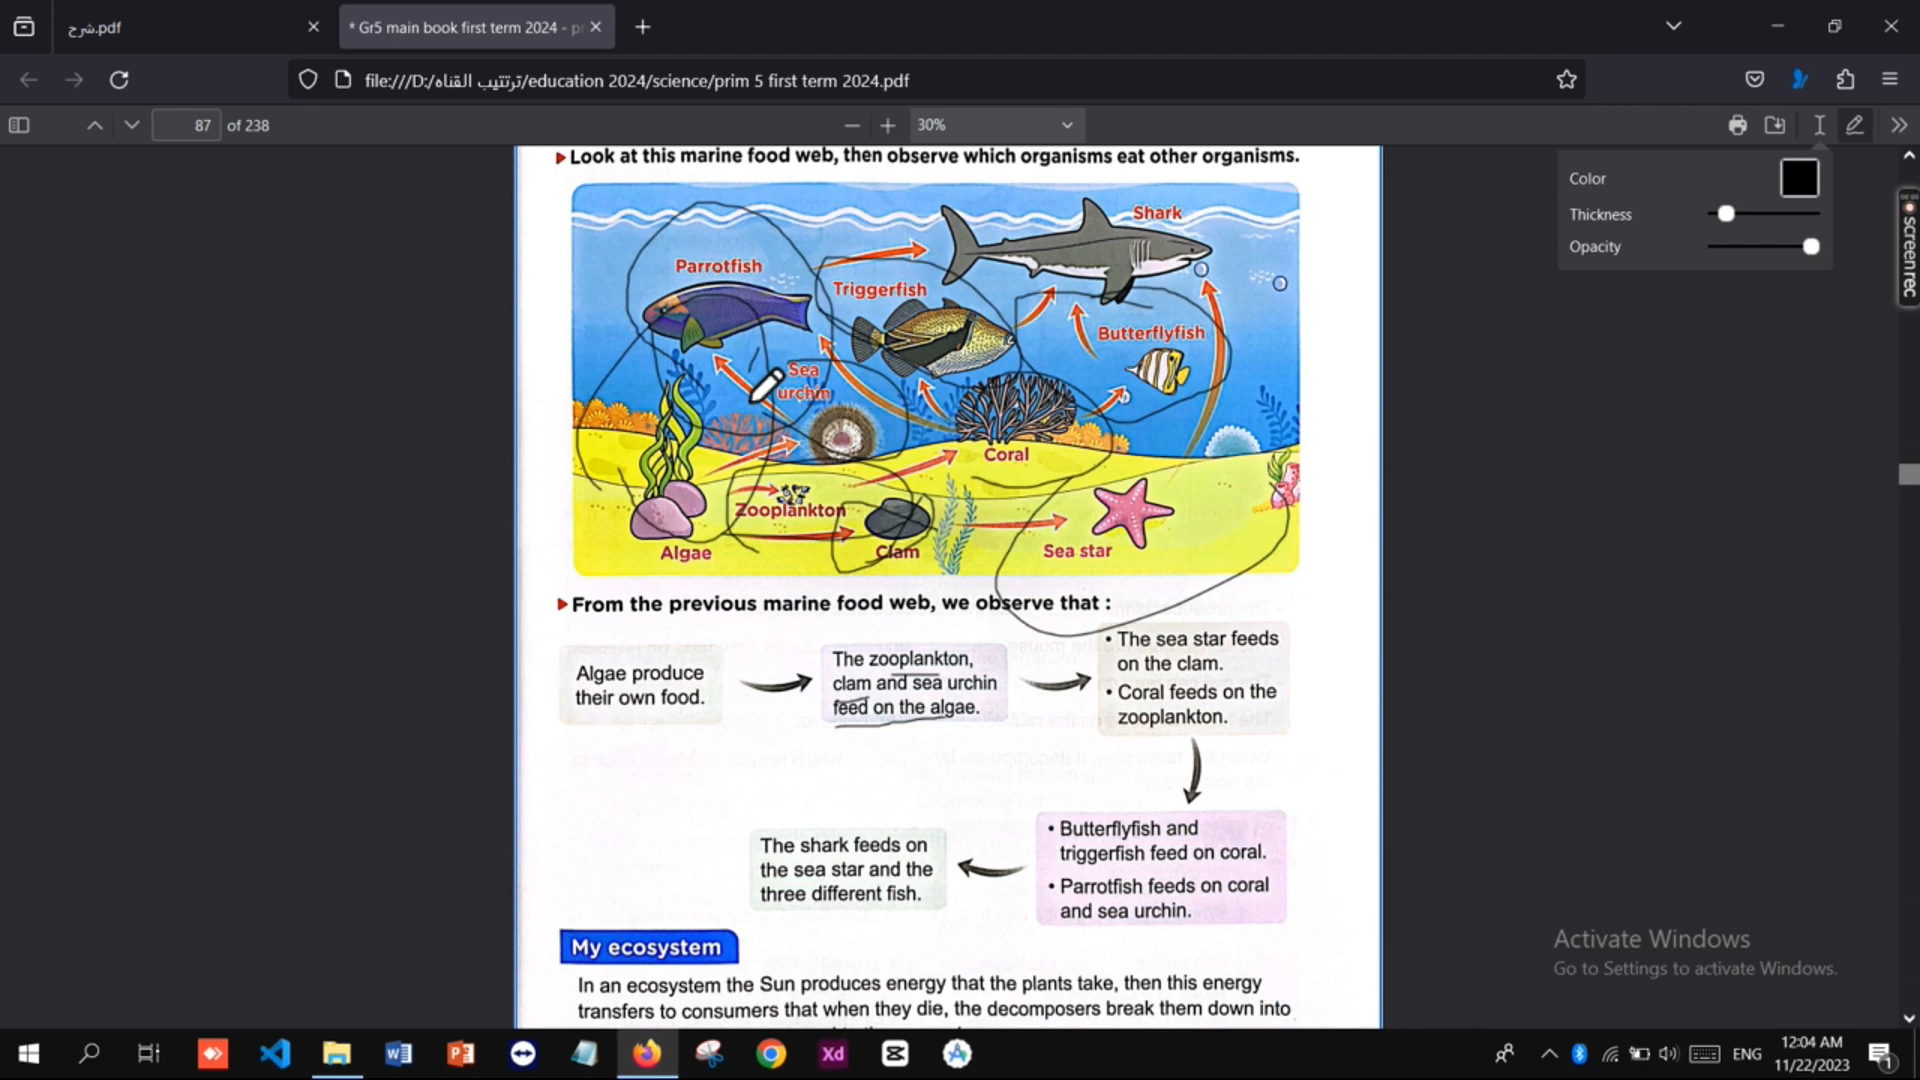 شرح.pdf
* Gr5 main book first term 2024 - pr
file:///D:/ترتتيب القناه/education 2024/science/prim 5 first term 2024.pdf
87 of 238
30%
Color
Thickness
Opacity
screenrec
Look at this marine food web, then observe which organisms eat other organisms.
Shark
Parrotfish
Triggerfish
Butterflyfish
Sea
urchin
Coral
Zooplankton
Algae
Clam
Sea star
From the previous marine food web, we observe that :
Algae produce
their own food.
The zooplankton,
clam and sea urchin
feed on the algae.
• The sea star feeds
on the clam.
• Coral feeds on the
zooplankton.
• Butterflyfish and
triggerfish feed on coral.
• Parrotfish feeds on coral
and sea urchin.
The shark feeds on
the sea star and the
three different fish.
My ecosystem
In an ecosystem the Sun produces energy that the plants take, then this energy
transfers to consumers that when they die, the decomposers break them down into
Activate Windows
Go to Settings to activate Windows.
Xd
ENG
12:04 AM
11/22/2023
1